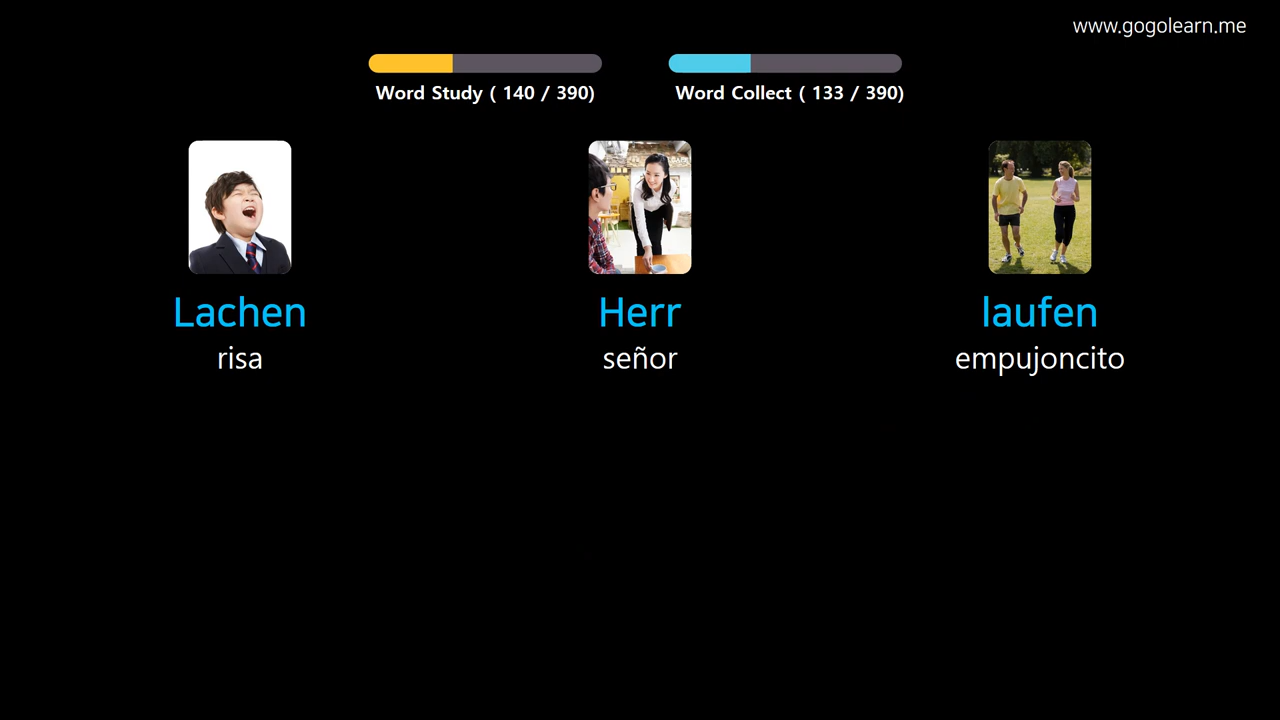 www.gogolearn.me
Word Study ( 140 / 390)
Word Collect ( 133 / 390)
Lachen
risa
Herr
señor
laufen
empujoncito